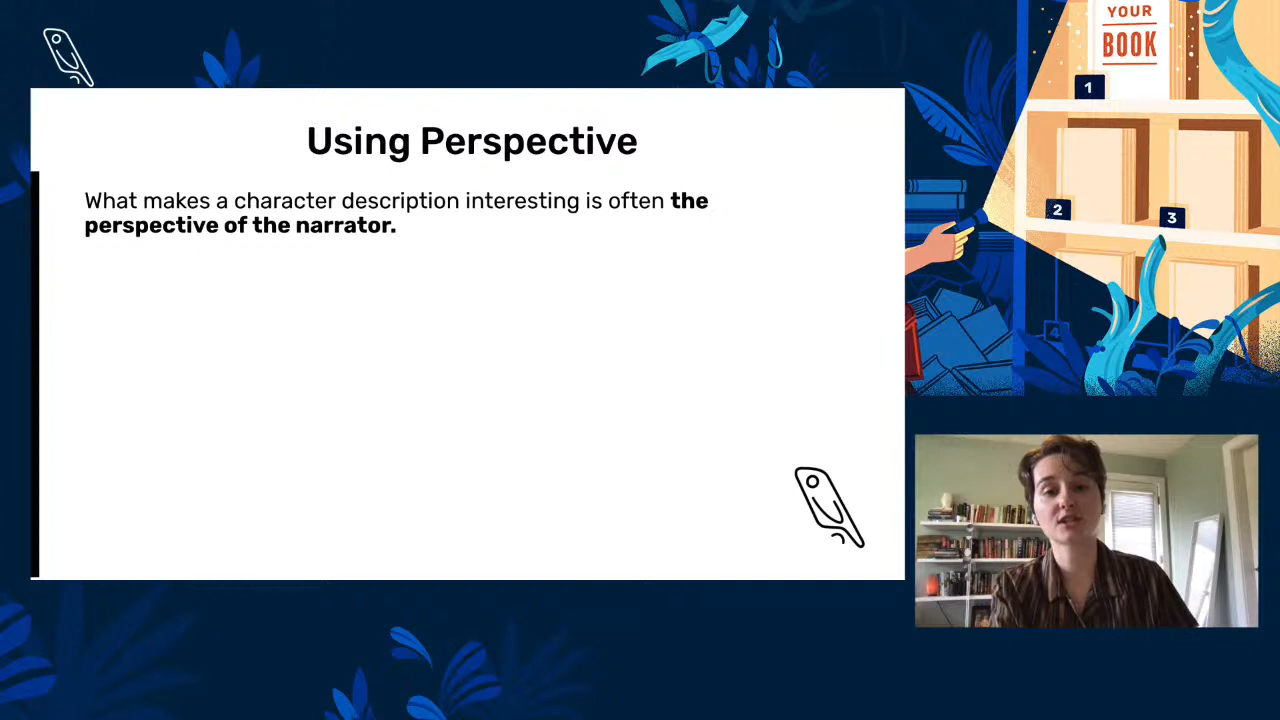 YOUR
BOOK
1
2
3
4
Using Perspective
What makes a character description interesting is often the
perspective of the narrator.